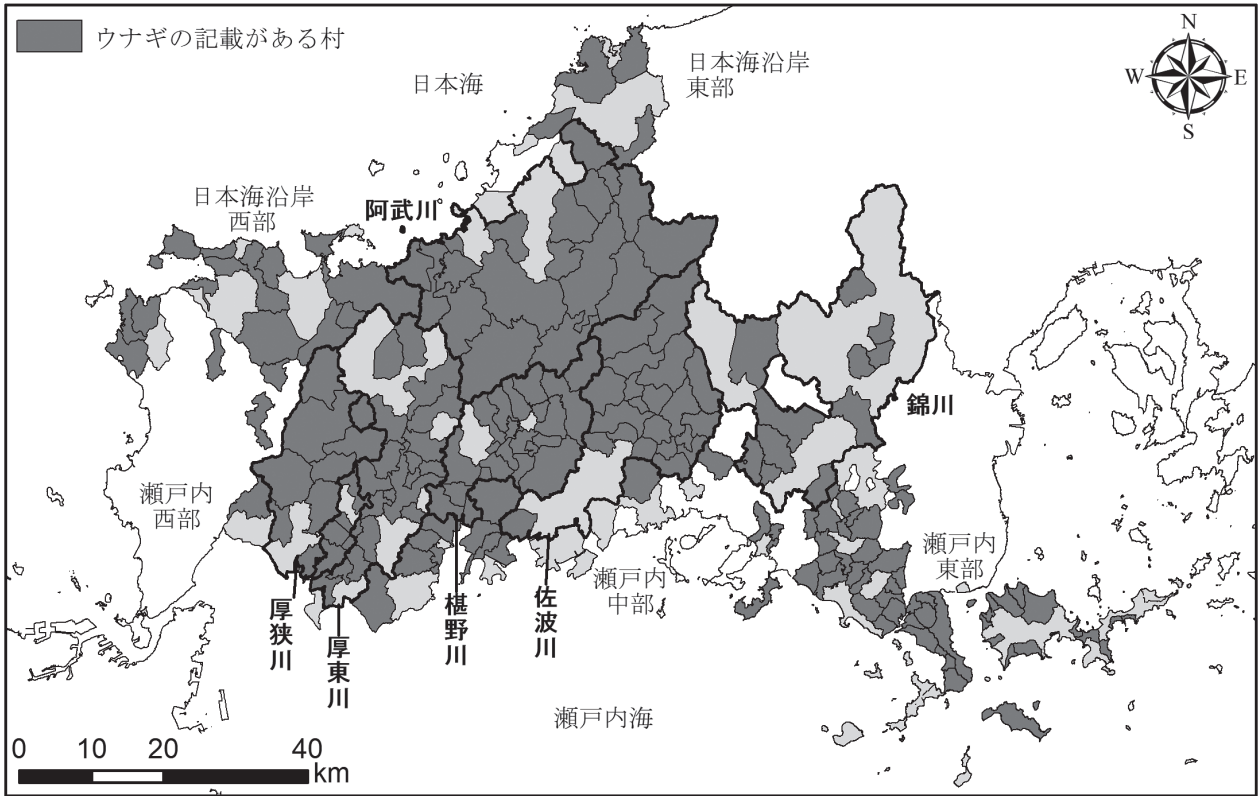 ウナギの記載がある村
日本海
日本海沿岸
東部
N
W
E
S
日本海沿岸
西部
阿武川
錦川
瀬戸内
西部
瀬戸内
東部
瀬戸内
中部
厚狭川
厚東川
椹野川
佐波川
瀬戸内海
0 10 20 40
km